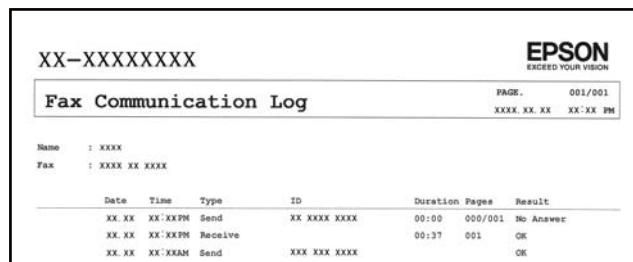 XX-XXXXXXXX
EPSON
EXCEED YOUR VISION
Fax Communication Log
PAGE. 001/001
XXXX.XX.XX XX:XX PM
Name : XXXX
Fax : XXXX XX XXXX
Date Time Type ID Duration Pages Result
XX.XX XX:XXPM Send XX XXXX XXXX 00:00 000/001 No Answer
XX.XX XX:XXPM Receive 00:37 001 OK
XX.XX XX:XXAM Send XXX XXX XXXX OK